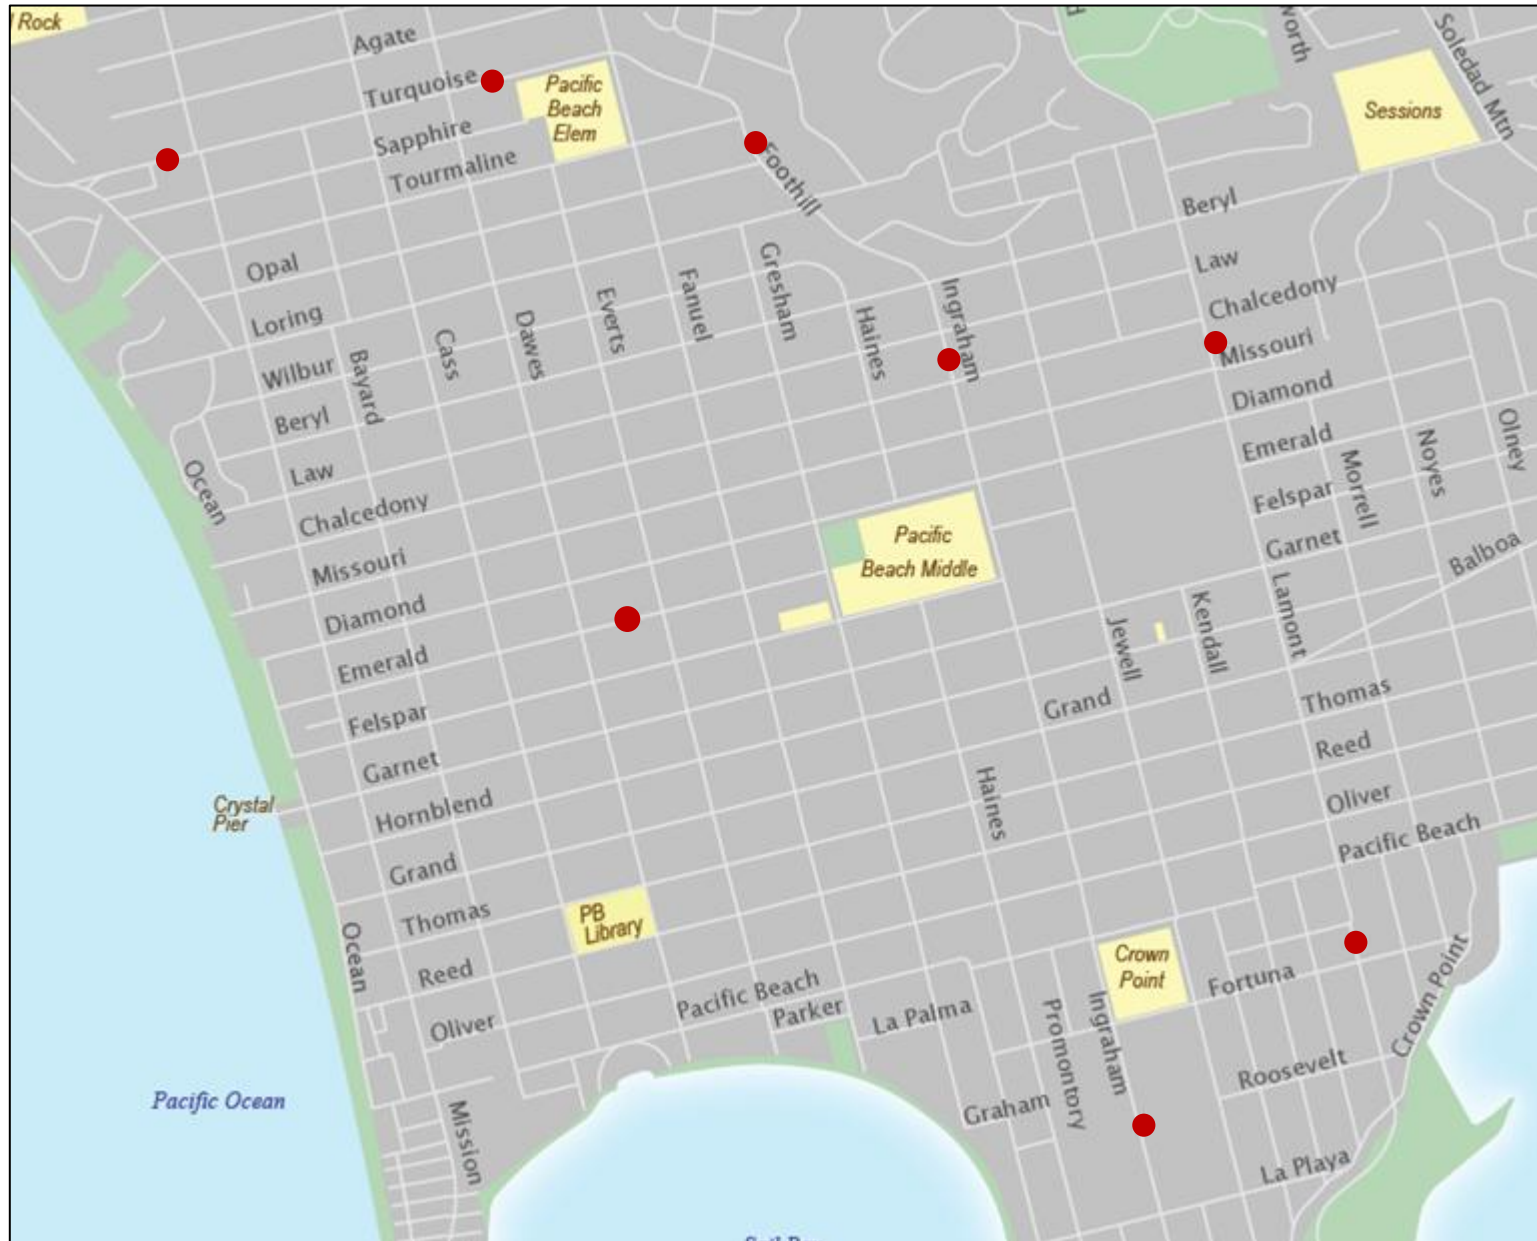 Rock
Agate
Turquoise
Sapphire
Tourmaline
Pacific
Beach
Elem
Foothill
worth
Soledad Mtn
Sessions
Opal
Loring
Wilbur
Beryl
Law
Chalcedony
Missouri
Diamond
Emerald
Felspar
Garnet
Hornblend
Grand
Thomas
Reed
Oliver
Bayard
Cass
Dawes
Everts
Fanuel
Gresham
Haines
Ingraham
Beryl
Law
Chalcedony
Missouri
Diamond
Emerald
Felspar
Garnet
Morrell
Noyes
Olney
Balboa
Lamont
Kendall
Jewell
Pacific
Beach Middle
Ocean
Crystal
Pier
Grand
Thomas
Reed
Oliver
Pacific Beach
Haines
PB
Library
Ocean
Pacific Beach
Parker
La Palma
Crown
Point
Fortuna
Crown Point
Promontory
Ingraham
Graham
Roosevelt
La Playa
Mission
Pacific Ocean